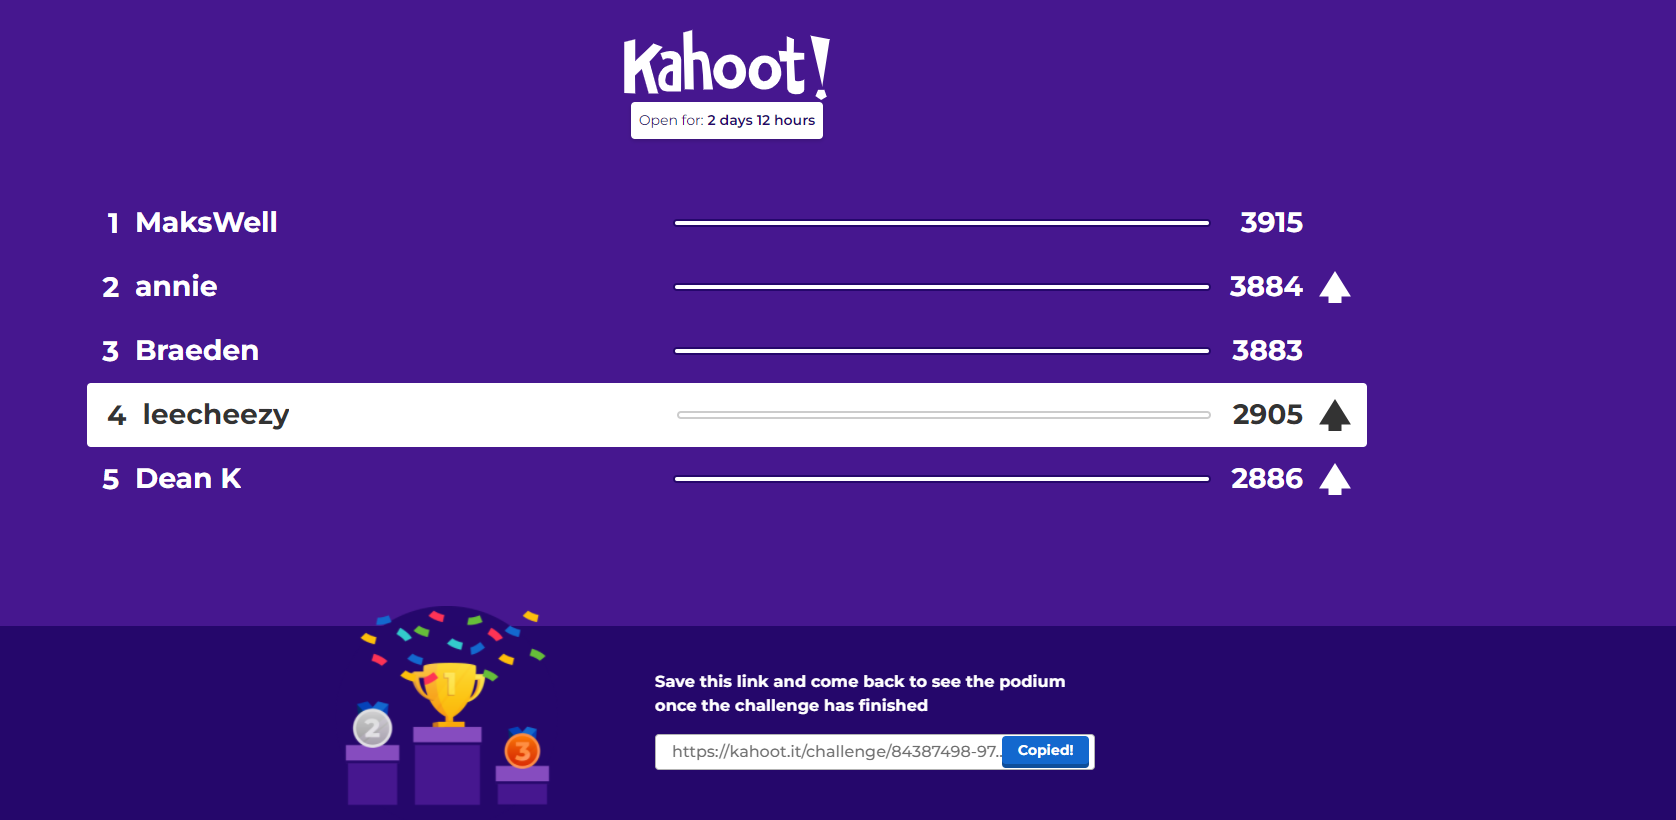 Kahoot!
Open for: 2 days 12 hours
1 MaksWell 3915
2 annie 3884
3 Braeden 3883
4 leecheezy 2905
5 Dean K 2886
1
2
3
Save this link and come back to see the podium
once the challenge has finished
https://kahoot.it/challenge/84387498-97... Copied!